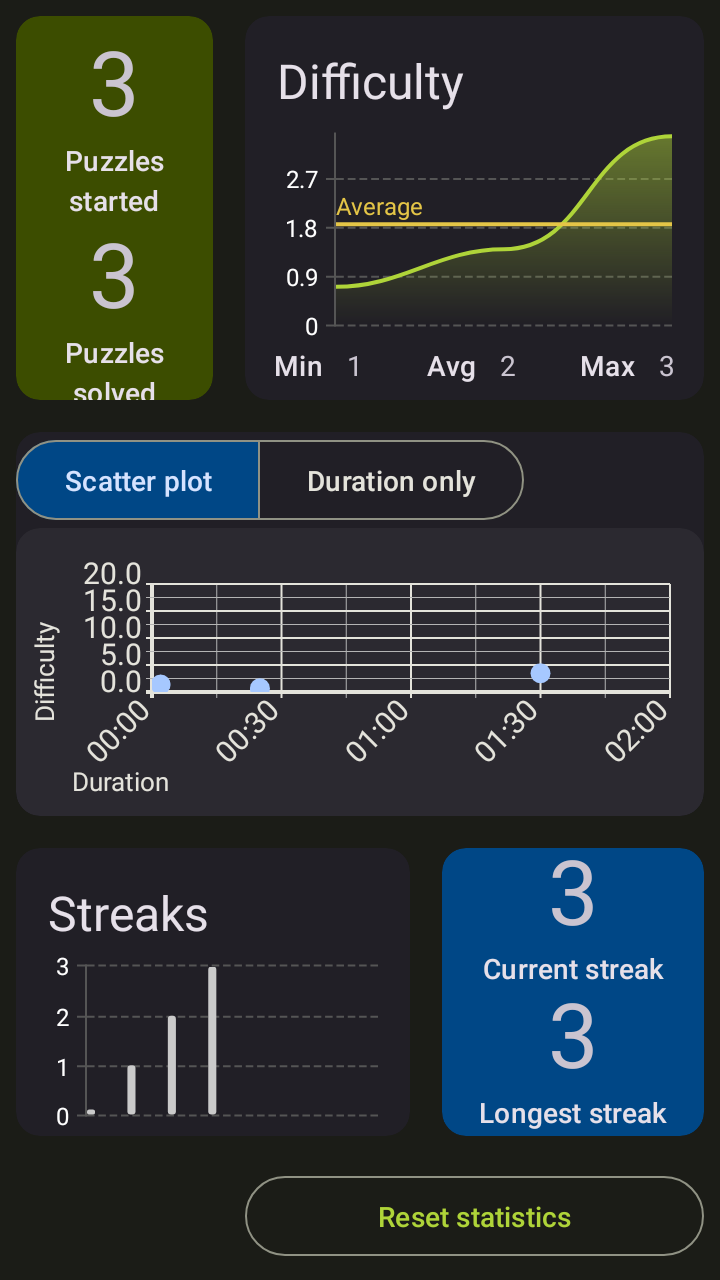 3
Puzzles
started
3
Puzzles
solved
Difficulty
2.7
Average
1.8
0.9
0
Min 1 Avg 2 Max 3
Scatter plot Duration only
Difficulty
20.0
15.0
10.0
5.0
0.0
00:00 00:30 01:00 01:30 02:00
Duration
Streaks
3
2
1
0
3
Current streak
3
Longest streak
Reset statistics